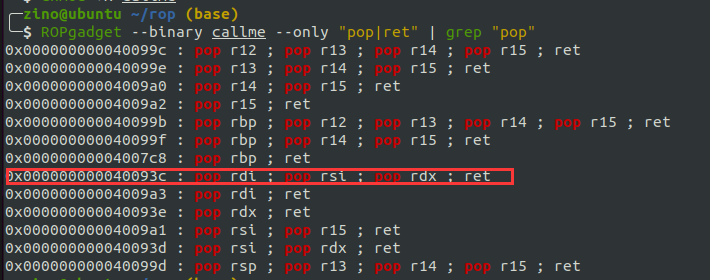 zino@ubuntu ~/rop (base)
$ ROPgadget --binary callme --only "pop|ret" | grep "pop"
0x000000000040099c : pop r12 ; pop r13 ; pop r14 ; pop r15 ; ret
0x000000000040099e : pop r13 ; pop r14 ; pop r15 ; ret
0x00000000004009a0 : pop r14 ; pop r15 ; ret
0x00000000004009a2 : pop r15 ; ret
0x000000000040099b : pop rbp ; pop r12 ; pop r13 ; pop r14 ; pop r15 ; ret
0x000000000040099f : pop rbp ; pop r14 ; pop r15 ; ret
0x00000000004007c8 : pop rbp ; ret
0x000000000040093c : pop rdi ; pop rsi ; pop rdx ; ret
0x00000000004009a3 : pop rdi ; ret
0x000000000040093e : pop rdx ; ret
0x00000000004009a1 : pop rsi ; pop r15 ; ret
0x000000000040093d : pop rsi ; pop rdx ; ret
0x000000000040099d : pop rsp ; pop r13 ; pop r14 ; pop r15 ; ret